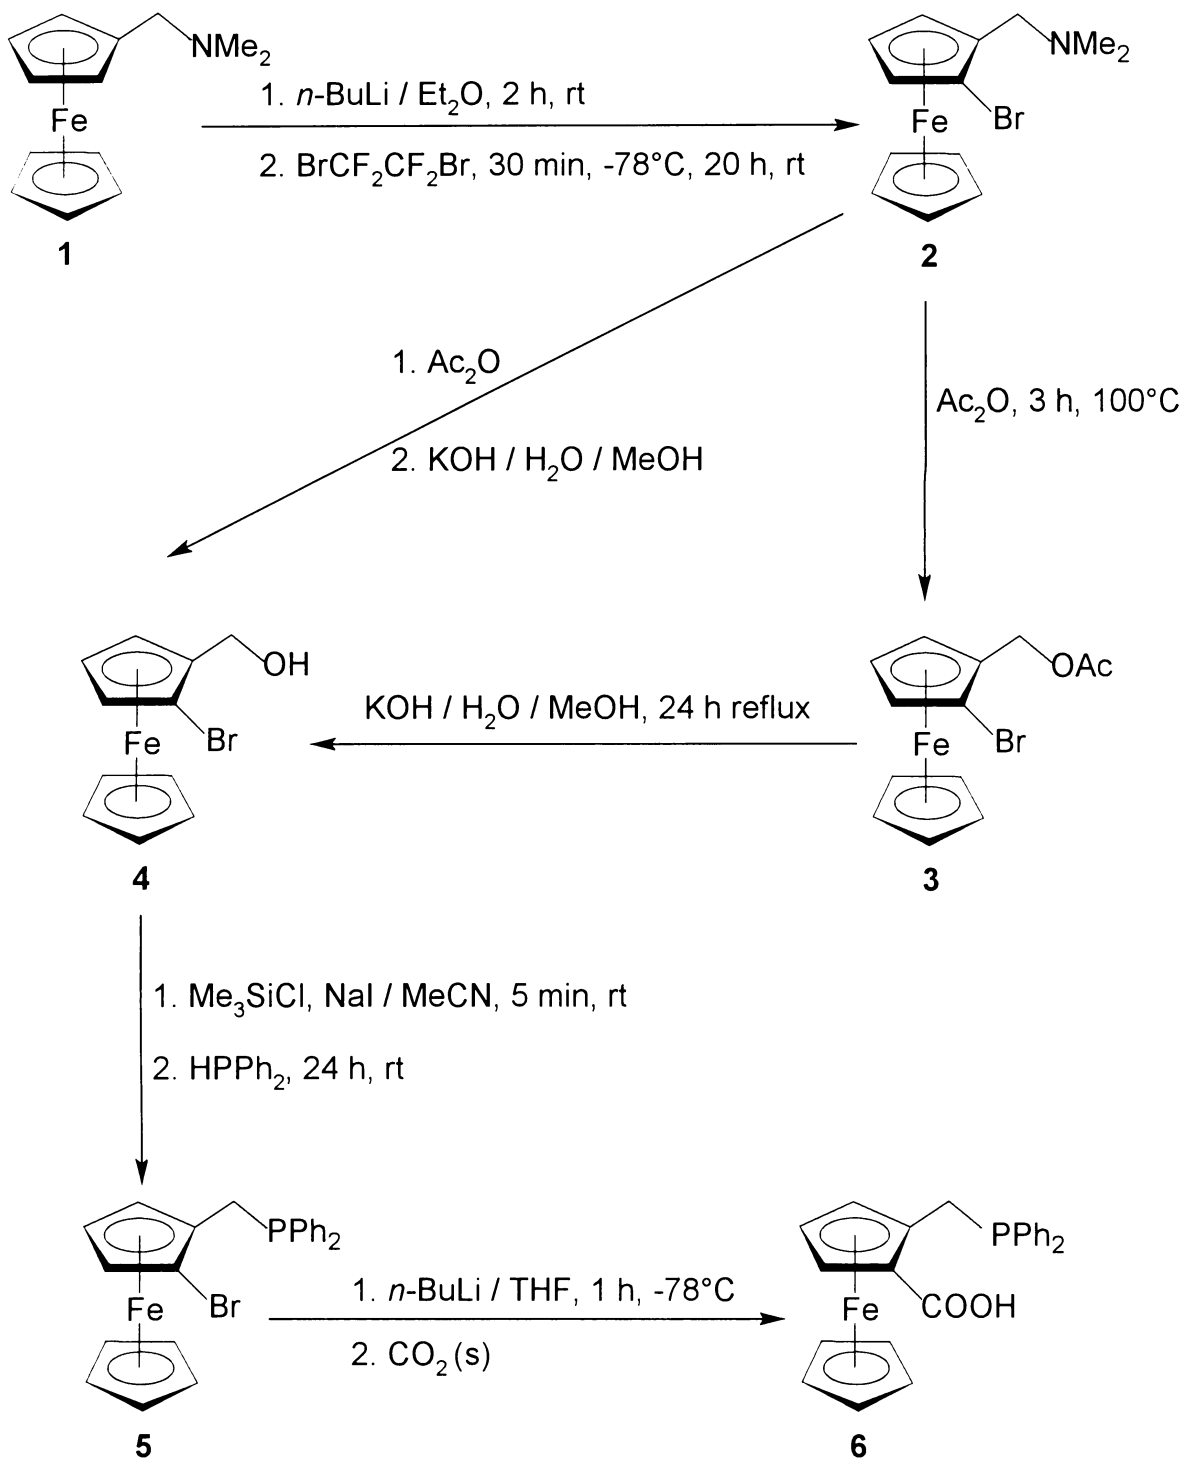 NMe2
Fe
1
1. n-BuLi / Et2O, 2 h, rt
2. BrCF2CF2Br, 30 min, -78°C, 20 h, rt
NMe2
Br
Fe
2
1. Ac2O
2. KOH / H2O / MeOH
Ac2O, 3 h, 100°C
OH
Br
Fe
4
KOH / H2O / MeOH, 24 h reflux
OAc
Br
Fe
3
1. Me3SiCl, NaI / MeCN, 5 min, rt
2. HPPh2, 24 h, rt
PPh2
Br
Fe
5
1. n-BuLi / THF, 1 h, -78°C
2. CO2 (s)
PPh2
COOH
Fe
6